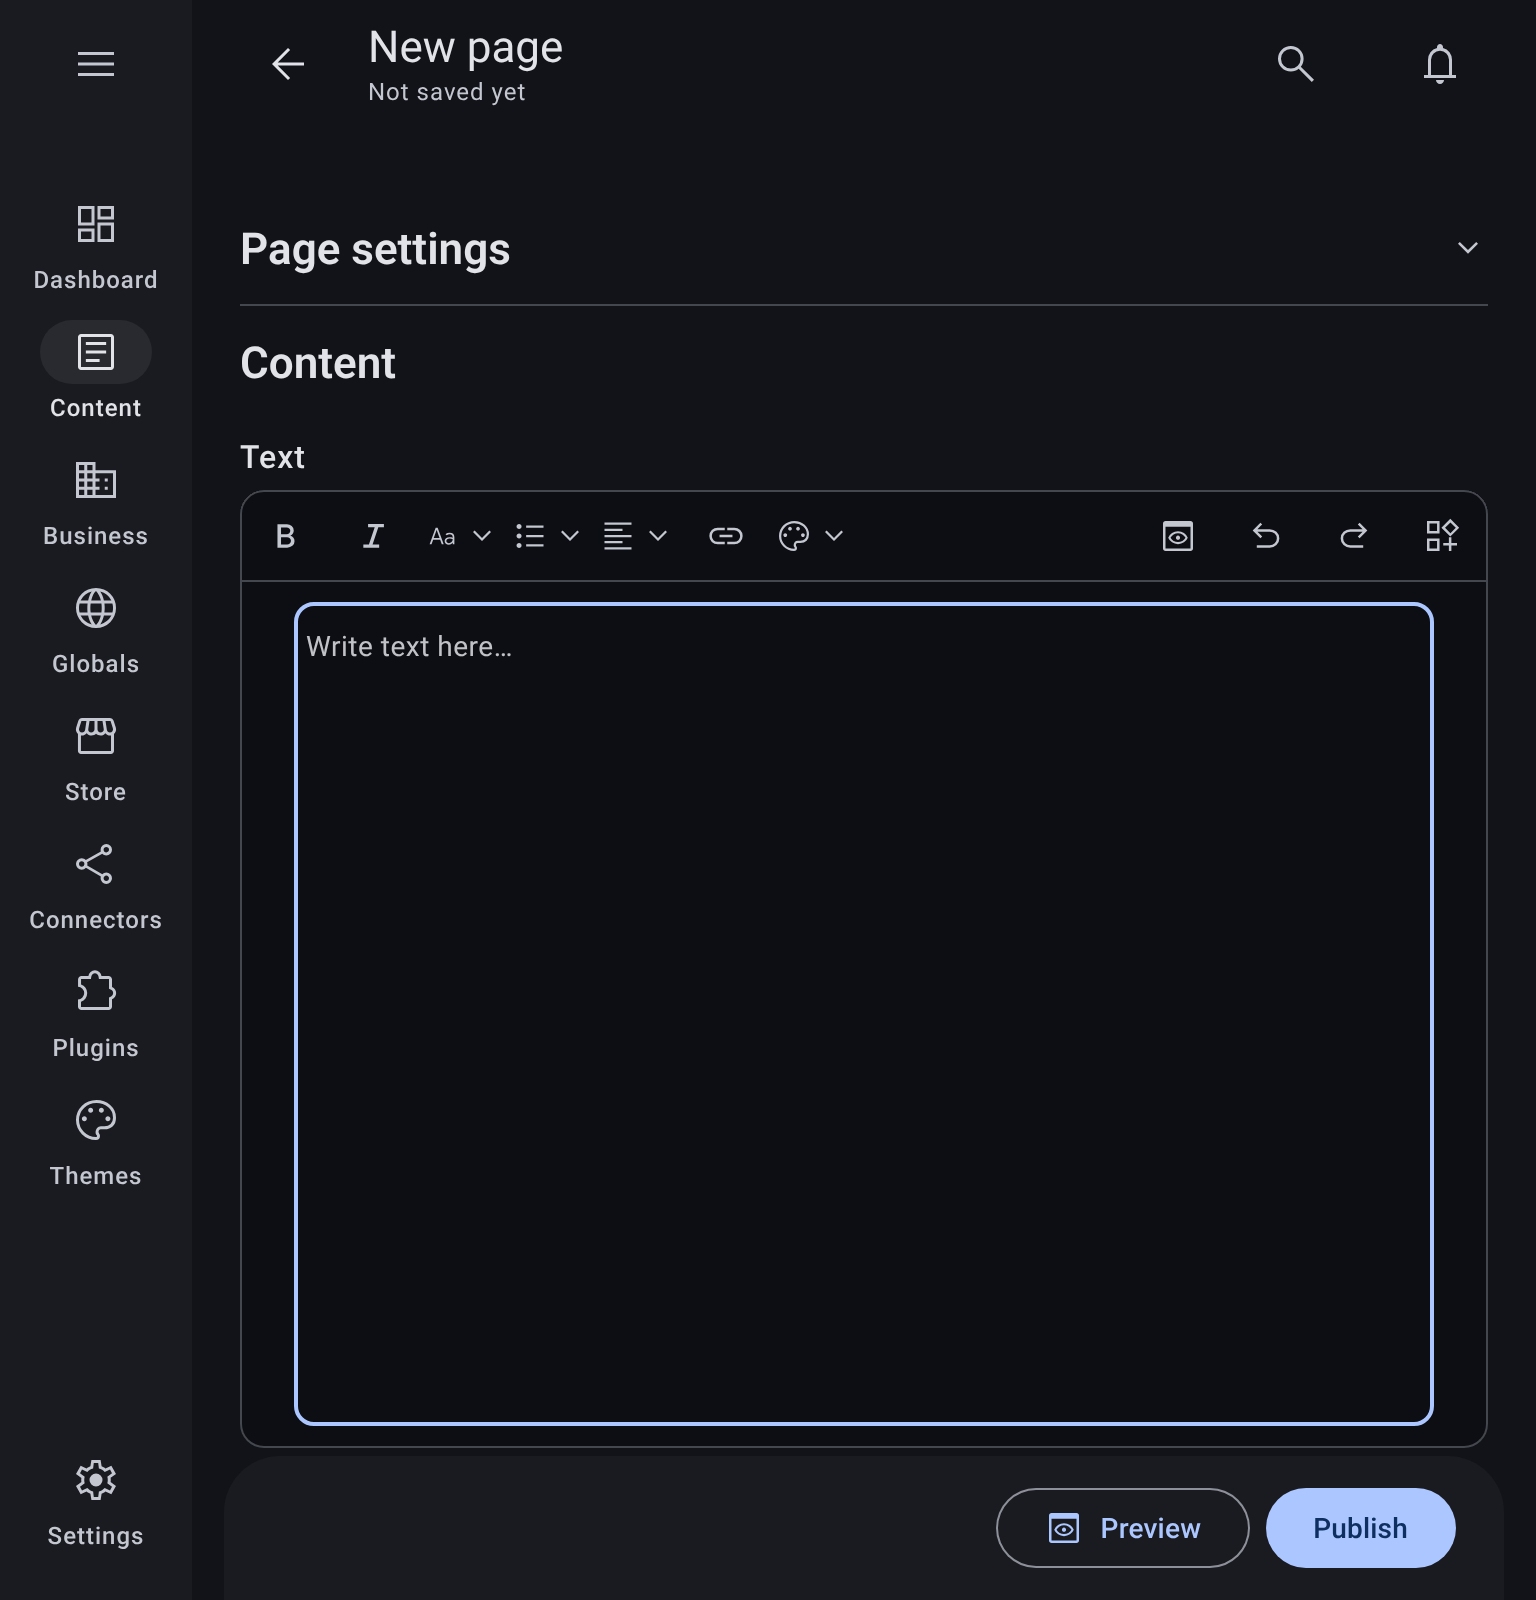 New page
Not saved yet
Dashboard
Content
Business
Globals
Store
Connectors
Plugins
Themes
Settings
Page settings
Content
Text
B I Aa
Write text here…
Preview
Publish